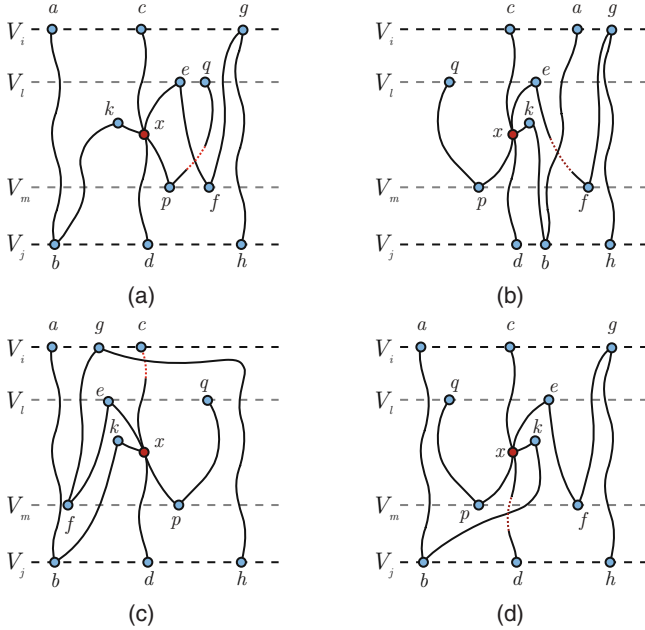 a c g c a g
V_i V_i
e q q e
V_l V_l
k x x k
p f p f
V_m V_m
b d h d b h
V_j V_j
(a) (b)
a g c a c g
V_i V_i
e q q e
V_l V_l
k x x k
f p p f
V_m V_m
b d h b d h
V_j V_j
(c) (d)